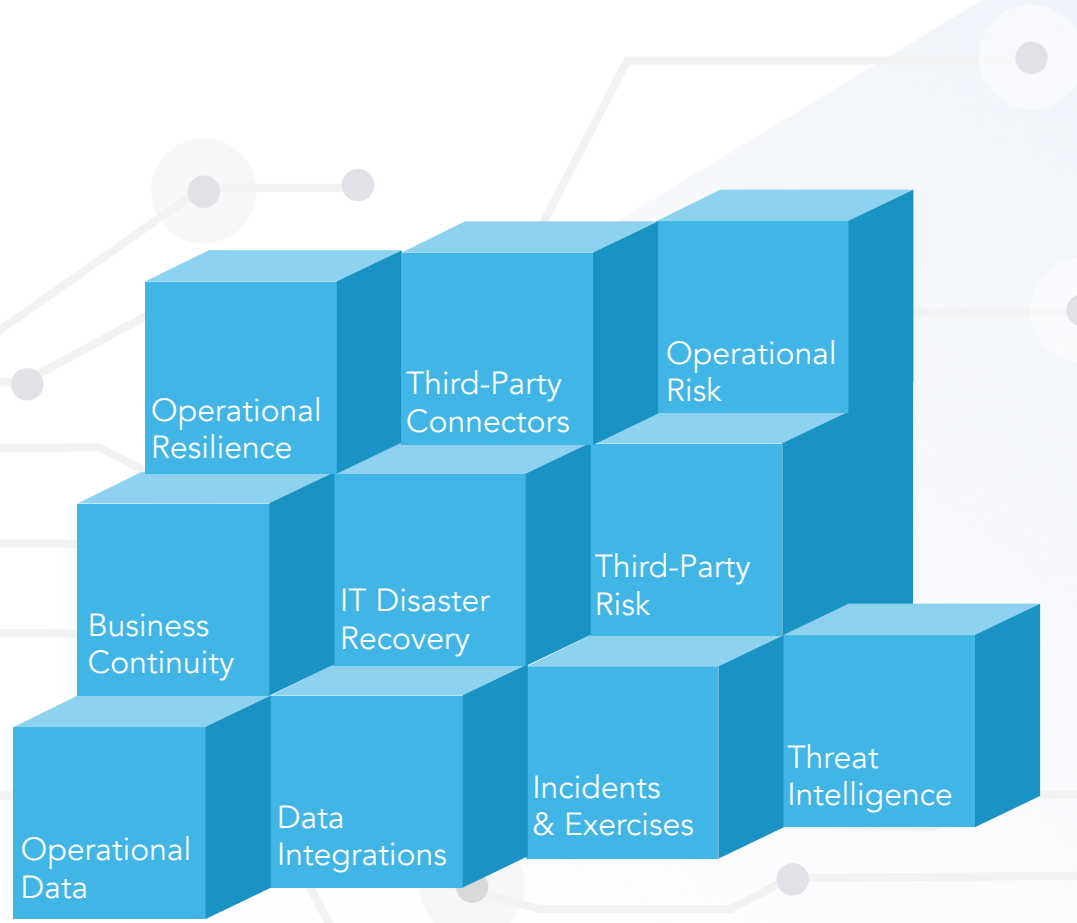 Operational
Resilience
Third-Party
Connectors
Operational
Risk
Business
Continuity
IT Disaster
Recovery
Third-Party
Risk
Operational
Data
Data
Integrations
Incidents
& Exercises
Threat
Intelligence